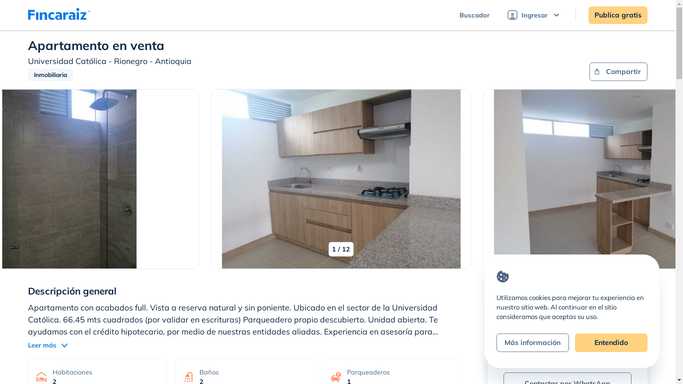 Fincaraiz
Buscador
Ingresar
Publica gratis
Apartamento en venta
Universidad Católica - Rionegro - Antioquia
Inmobiliaria
Compartir
1 / 12
Descripción general
Apartamento con acabados full. Vista a reserva natural y sin poniente. Ubicado en el sector de la Universidad
Católica. 66.45 mts cuadrados (por validar en escrituras) Parqueadero propio descubierto. Unidad abierta. Te
ayudamos con el crédito hipotecario, por medio de nuestras entidades aliadas. Experiencia en asesoría para...
Leer más
Habitaciones
2
Baños
2
Parqueaderos
1
Utilizamos cookies para mejorar tu experiencia en
nuestro sitio web. Al continuar en el sitio
consideramos que aceptas su uso.
Más información
Entendido
Contactar por WhatsApp